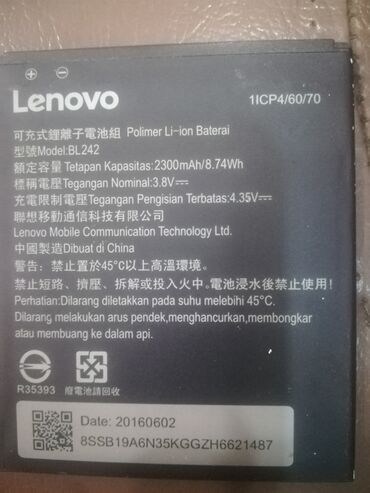 Lenovo
1ICP4/60/70
可充式鋰離子電池組 Polimer Li-ion Baterai
型號Model:BL242
額定容量 Tetapan Kapasitas:2300mAh/8.74Wh
標稱電壓Tegangan Nominal:3.8V⎓
充電限制電壓Tegangan Pengisian Terbatas:4.35V⎓
聯想移動通信科技有限公司
Lenovo Mobile Communication Technology Ltd.
中國製造Dibuat di China
警告：禁止置於45°C以上高溫環境。
禁止短路、擠壓、拆解或投入火中。電池浸水後禁止使用！
Perhatian:Dilarang diletakkan pada suhu melebihi 45°C.
Dilarang melakukan arus pendek,menghancurkan,membongkar
atau membuang ke dalam api.
R35393
廢電池請回收
Date: 20160602
8SSB19A6N35KGGZH6621487